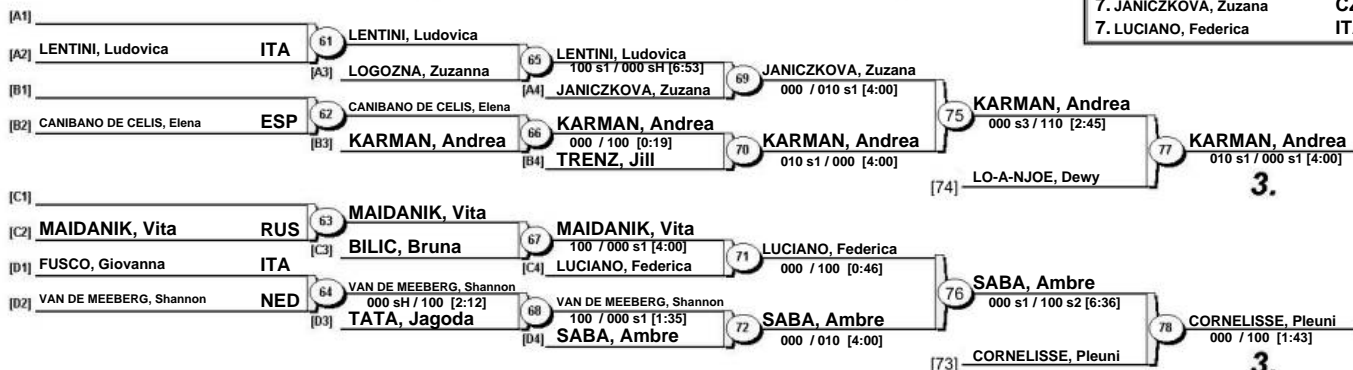 7. JANICZKOVA, Zuzana
7. LUCIANO, Federica
[A1]
[A2] LENTINI, Ludovica ITA
61
LENTINI, Ludovica
[A3] LOGOZNA, Zuzanna
65
LENTINI, Ludovica
100 s1 / 000 sH [6:53]
[A4] JANICZKOVA, Zuzana
69
JANICZKOVA, Zuzana
000 / 010 s1 [4:00]
[B1]
[B2] CANIBANO DE CELIS, Elena ESP
62
CANIBANO DE CELIS, Elena
[B3] KARMAN, Andrea
66
KARMAN, Andrea
000 / 100 [0:19]
[B4] TRENZ, Jill
70
KARMAN, Andrea
010 s1 / 000 [4:00]
75
KARMAN, Andrea
000 s3 / 110 [2:45]
[74] LO-A-NJOE, Dewy
77
KARMAN, Andrea
010 s1 / 000 s1 [4:00]
3.
[C1]
[C2] MAIDANIK, Vita RUS
63
MAIDANIK, Vita
[C3] BILIC, Bruna
67
MAIDANIK, Vita
100 / 000 s1 [4:00]
[C4] LUCIANO, Federica
71
LUCIANO, Federica
000 / 100 [0:46]
[D1] FUSCO, Giovanna ITA
[D2] VAN DE MEEBERG, Shannon NED
64
VAN DE MEEBERG, Shannon
000 sH / 100 [2:12]
[D3] TATA, Jagoda
68
VAN DE MEEBERG, Shannon
100 / 000 s1 [1:35]
[D4] SABA, Ambre
72
SABA, Ambre
000 / 010 [4:00]
76
SABA, Ambre
000 s1 / 100 s2 [6:36]
[73] CORNELISSE, Pleuni
78
CORNELISSE, Pleuni
000 / 100 [1:43]
3.